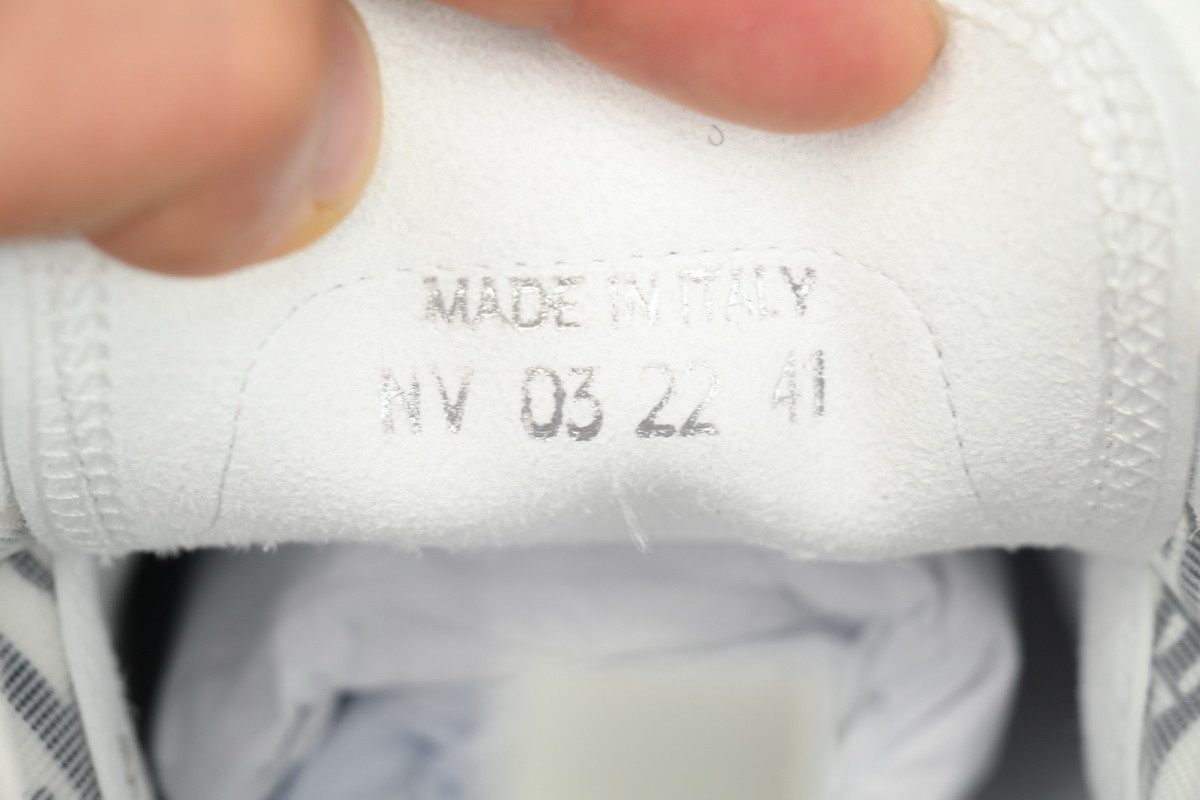 MADE IN ITALY
NV 03 22 41